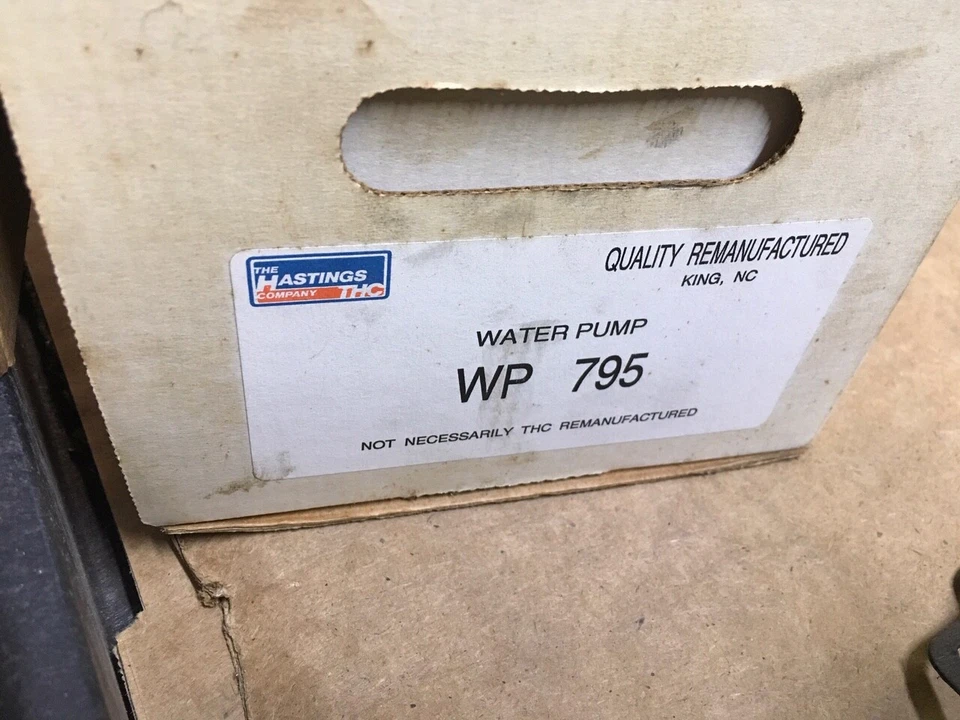 THE
HASTINGS
COMPANY THC
QUALITY REMANUFACTURED
KING, NC
WATER PUMP
WP 795
NOT NECESSARILY THC REMANUFACTURED